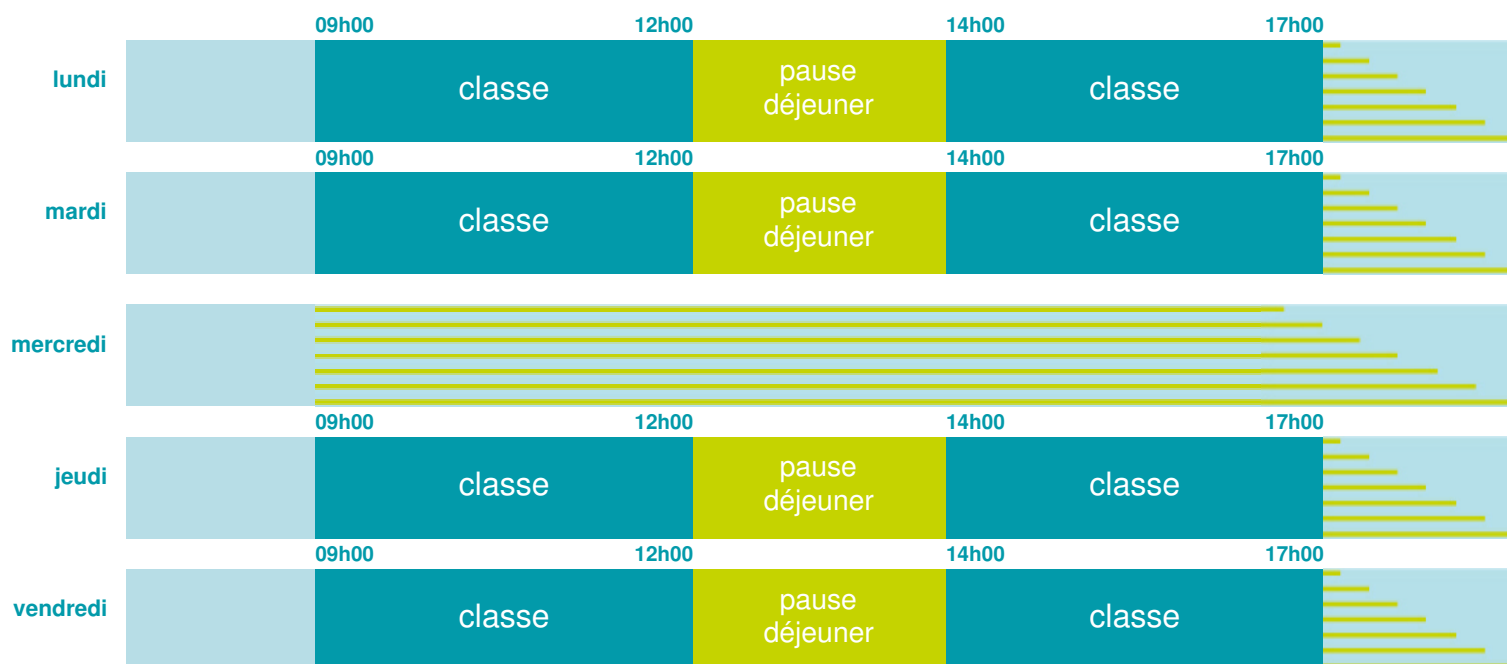 09h00 12h00 14h00 17h00
lundi
classe
pause
déjeuner
classe
09h00 12h00 14h00 17h00
mardi
classe
pause
déjeuner
classe
mercredi
09h00 12h00 14h00 17h00
jeudi
classe
pause
déjeuner
classe
09h00 12h00 14h00 17h00
vendredi
classe
pause
déjeuner
classe